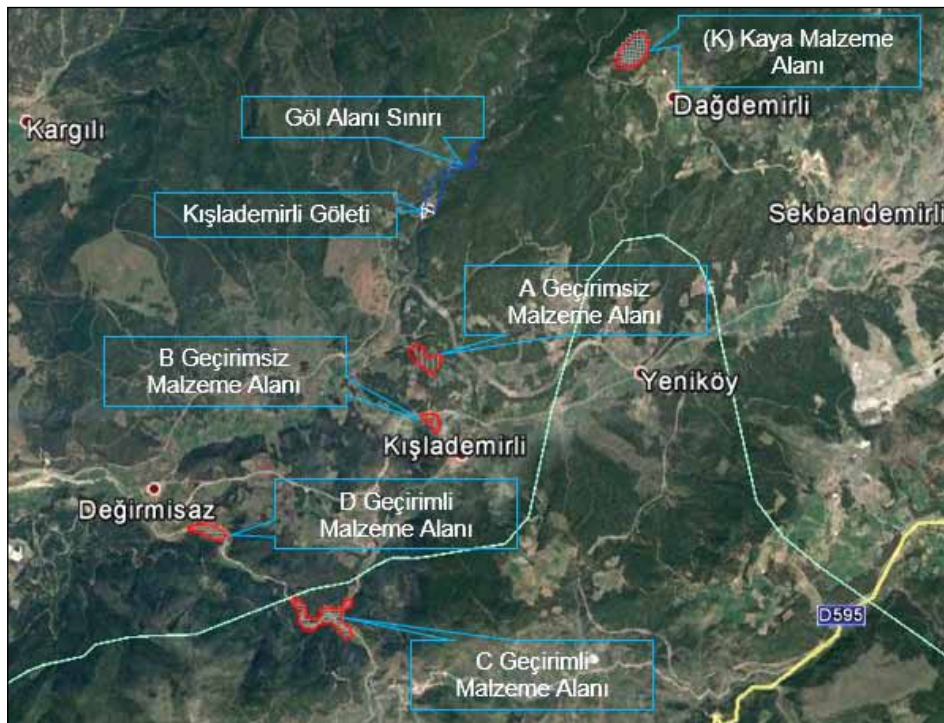 (K) Kaya Malzeme
Alanı
Dağdemirli
Göl Alanı Sınırı
Kargılı
Kışlademirli Göleti
Sekbandemirli
A Geçirimsiz
Malzeme Alanı
B Geçirimsiz
Malzeme Alanı
Yeniköy
Kışlademirli
Değirmisaz
D Geçirimli
Malzeme Alanı
D595
C Geçirimli
Malzeme Alanı